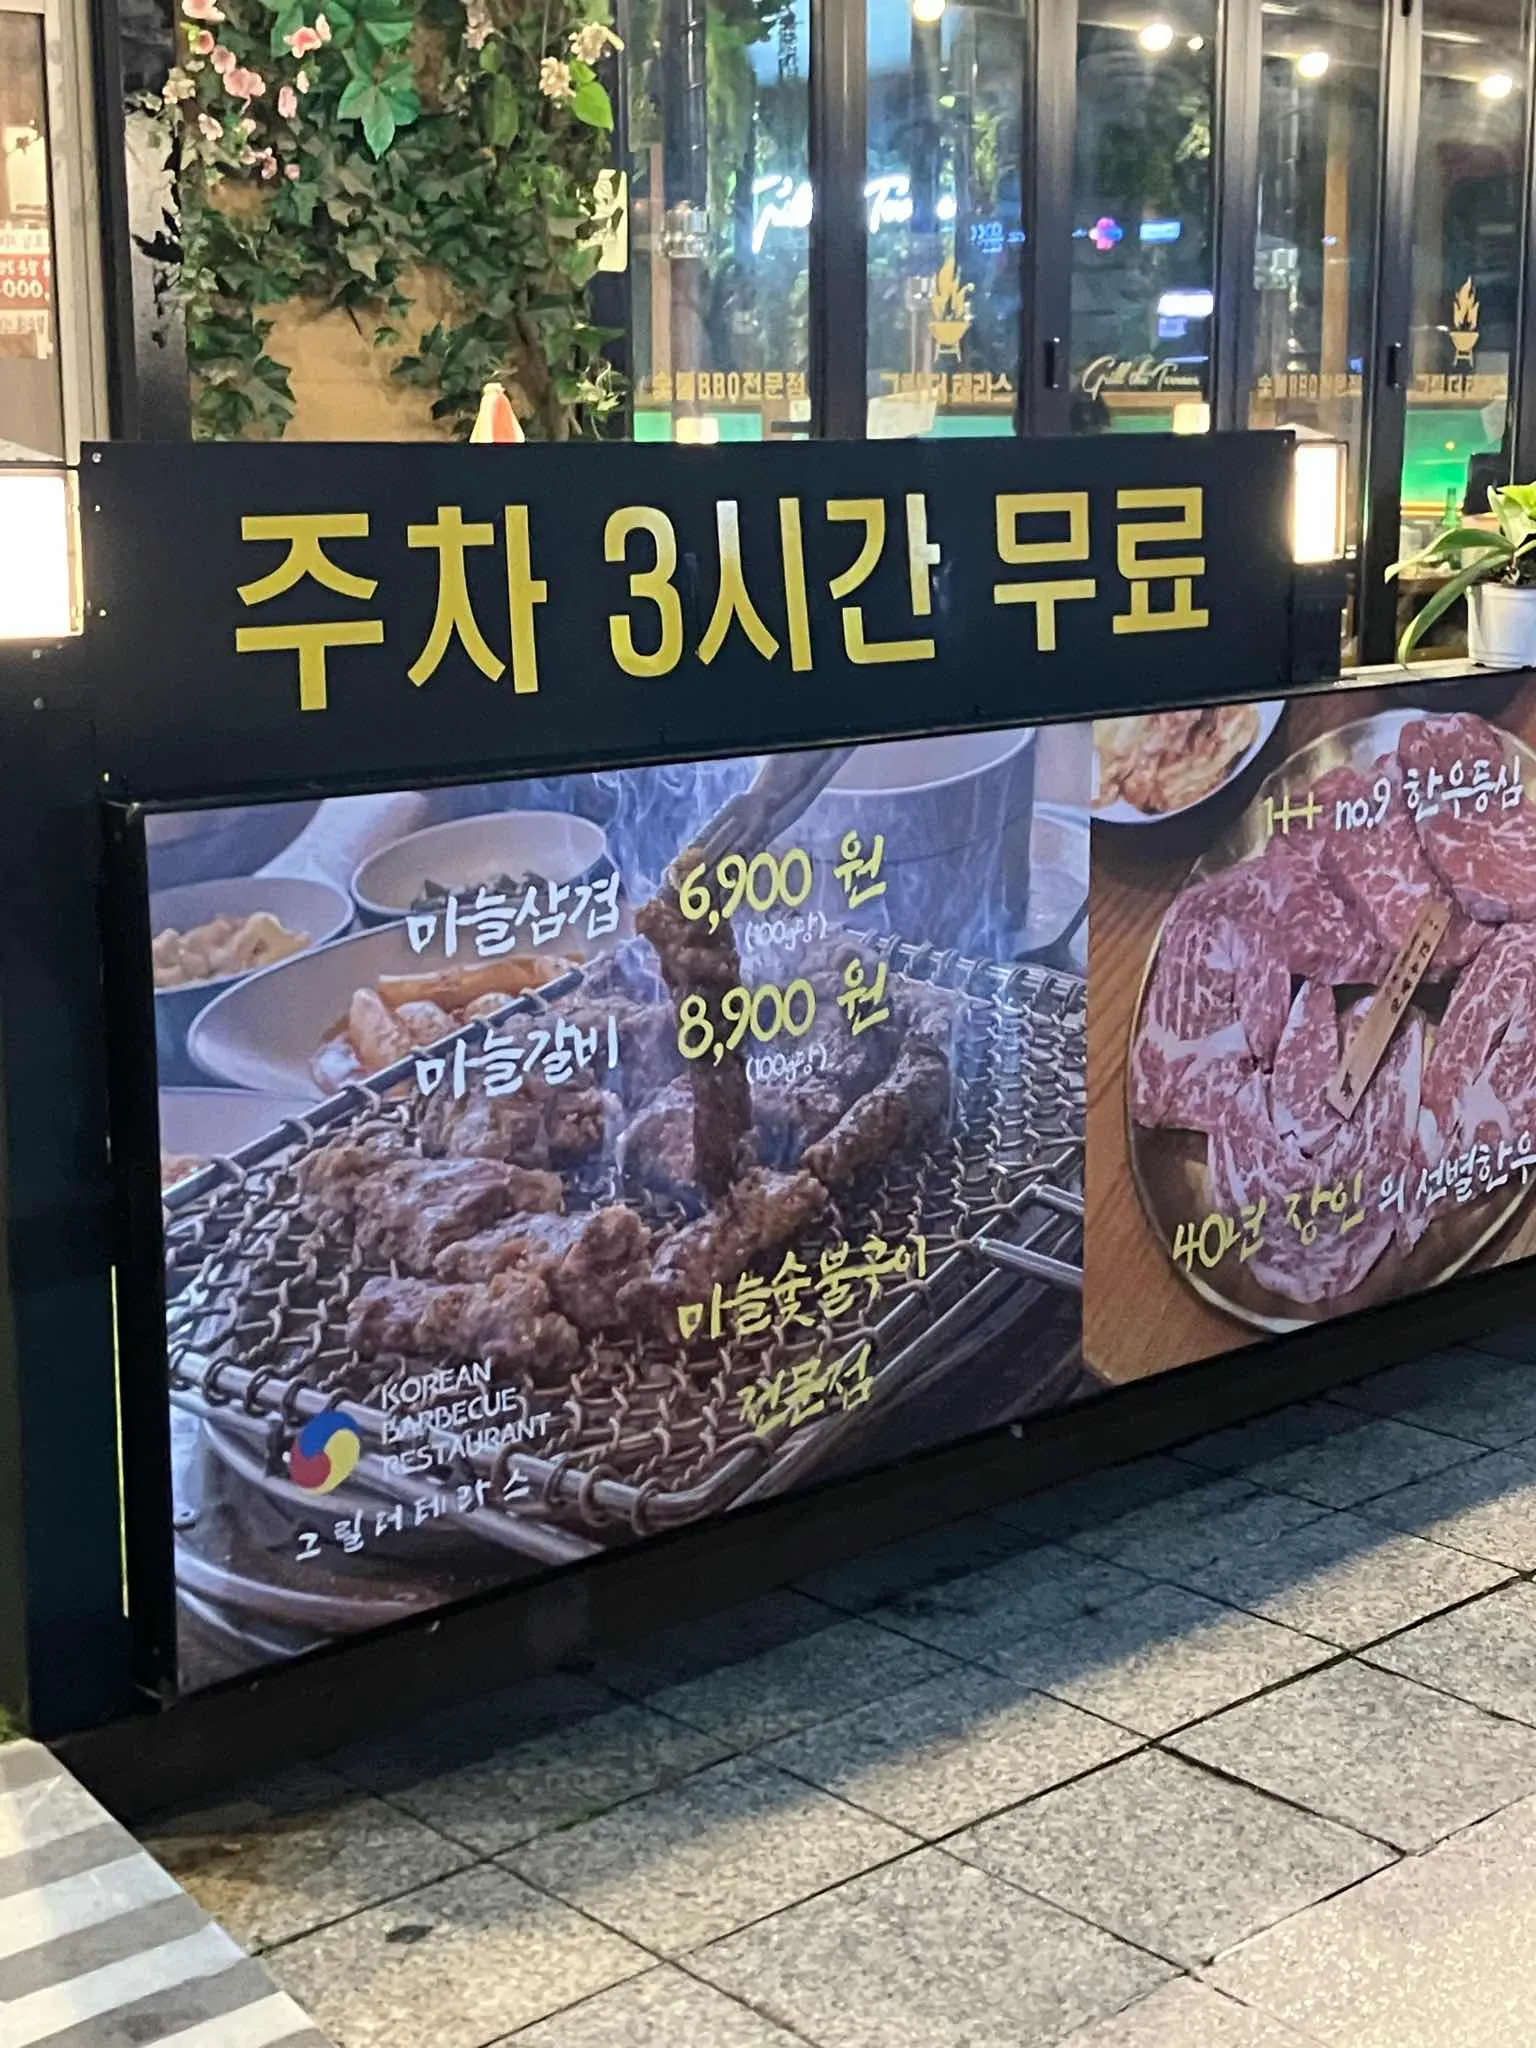 Grill the Terrace
주차 3시간 무료
마늘삼겹 6,900 원
(100g당)
마늘갈비 8,900 원
(100g당)
마늘숯불구이
전문점
KOREAN
BARBECUE
RESTAURANT
그릴더테라스
1++ no.9 한우등심
40년 장인의 선별한우